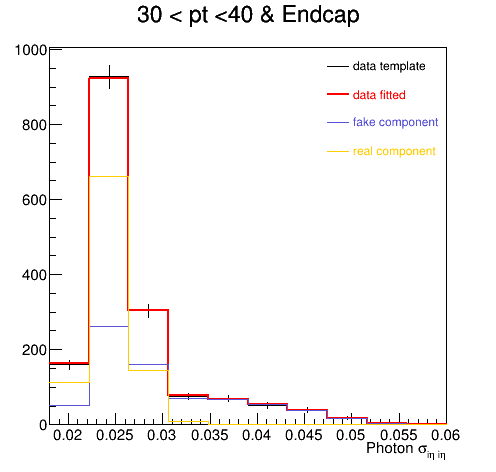 30 < pt <40 & Endcap
1000
800
600
400
200
0
data template
data fitted
fake component
real component
0.02 0.025 0.03 0.035 0.04 0.045 0.05 0.055 0.06
Photon σiη iη